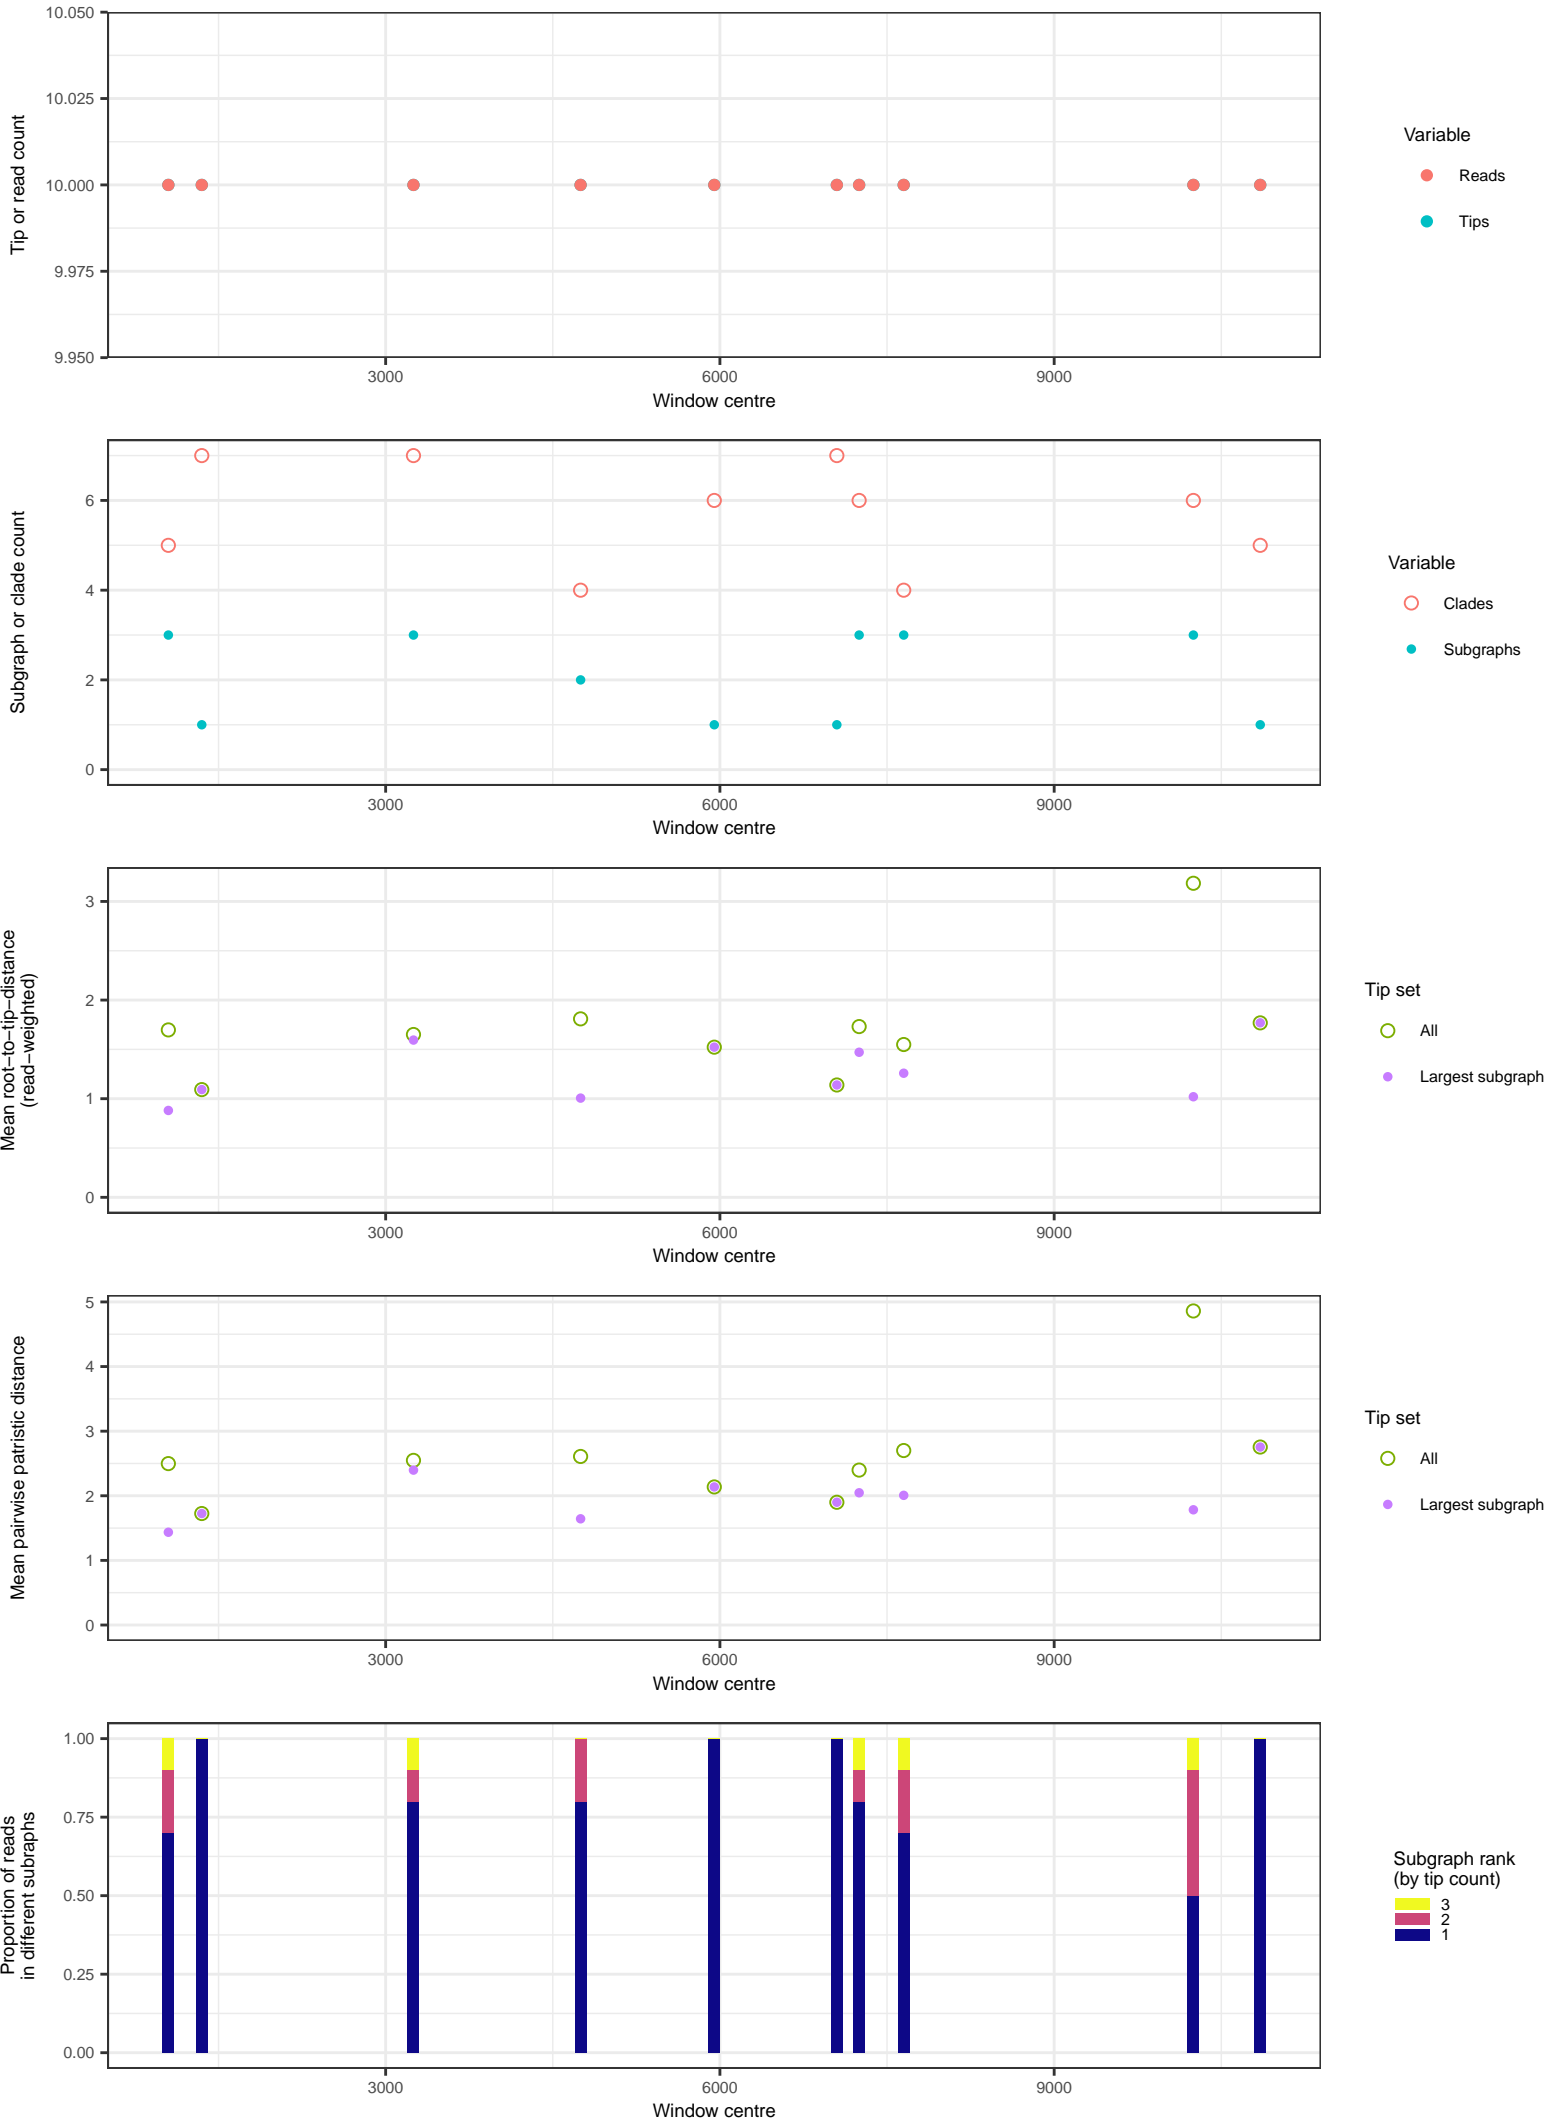 10.050
10.025
10.000
9.975
9.950
Tip or read count
3000
6000
9000
Window centre
Variable
Reads
Tips
6
4
2
0
Subgraph or clade count
3000
6000
9000
Window centre
Variable
Clades
Subgraphs
3
2
1
0
Mean root−to−tip−distance
(read−weighted)
3000
6000
9000
Window centre
Tip set
All
Largest subgraph
5
4
3
2
1
0
Mean pairwise patristic distance
3000
6000
9000
Window centre
Tip set
All
Largest subgraph
1.00
0.75
0.50
0.25
0.00
Proportion of reads
in different subraphs
3000
6000
9000
Window centre
Subgraph rank
(by tip count)
3
2
1